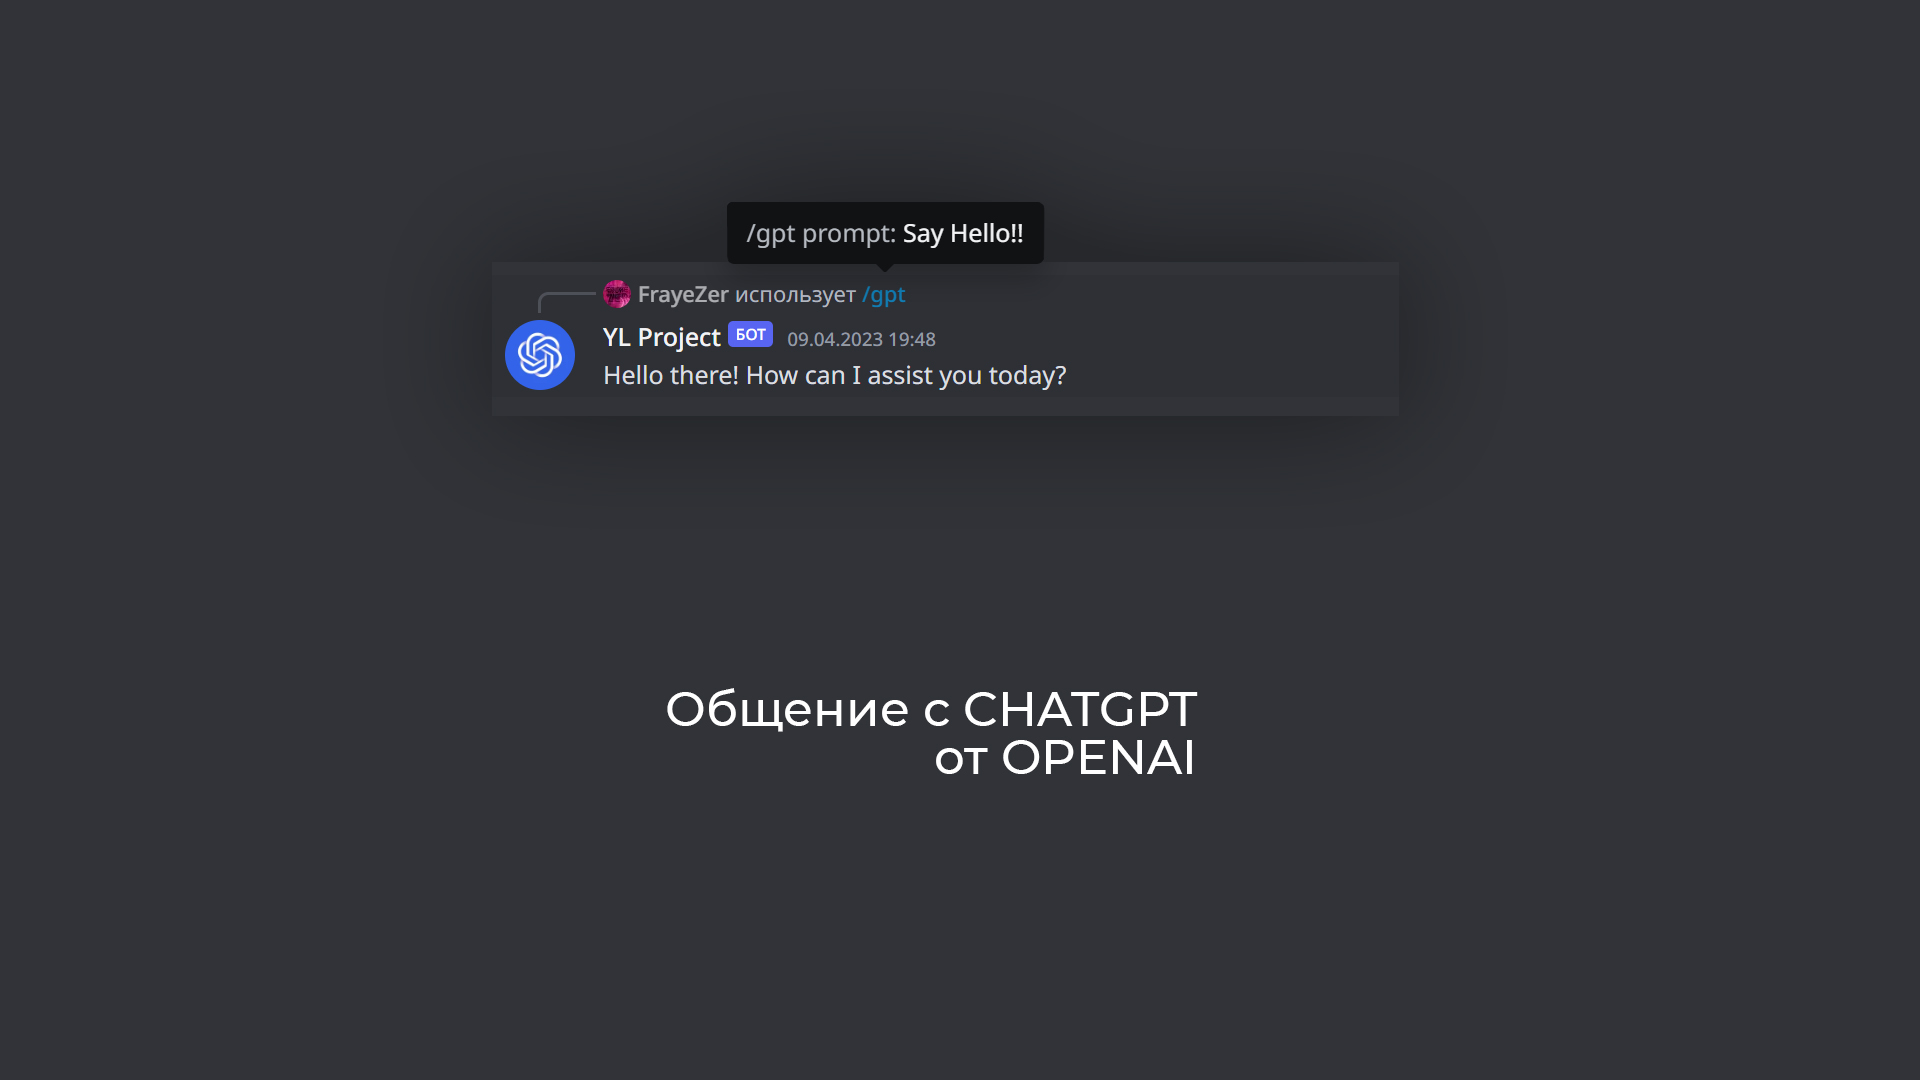 /gpt prompt: Say Hello!!
FrayeZer использует /gpt
YL Project БОТ 09.04.2023 19:48
Hello there! How can I assist you today?
Общение с CHATGPT
от OPENAI